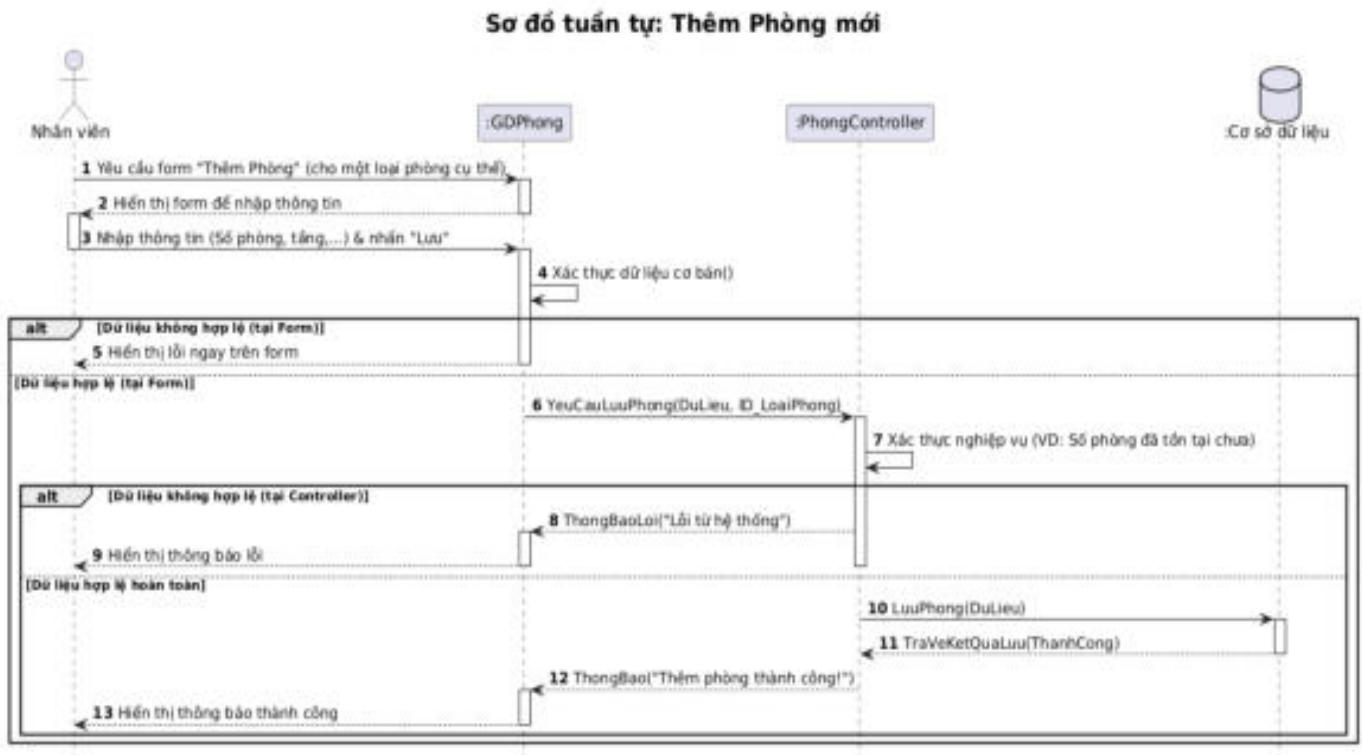 Sơ đồ tuần tự: Thêm Phòng mới
Nhân viên
:GDPhong
:PhongController
:Cơ sở dữ liệu
1 Yêu cầu form "Thêm Phòng" (cho một loại phòng cụ thể)
2 Hiển thị form để nhập thông tin
3 Nhập thông tin (Số phòng, tầng,...) & nhấn "Lưu"
4 Xác thực dữ liệu cơ bản()
alt [Dữ liệu không hợp lệ (tại Form)]
5 Hiển thị lỗi ngay trên form
[Dữ liệu hợp lệ (tại Form)]
6 YeuCauLuuPhong(DuLieu, ID_LoaiPhong)
7 Xác thực nghiệp vụ (VD: Số phòng đã tồn tại chưa)
alt [Dữ liệu không hợp lệ (tại Controller)]
8 ThongBaoLoi("Lỗi từ hệ thống")
9 Hiển thị thông báo lỗi
[Dữ liệu hợp lệ hoàn toàn]
10 LuuPhong(DuLieu)
11 TraVeKetQuaLuu(ThanhCong)
12 ThongBao("Thêm phòng thành công!")
13 Hiển thị thông báo thành công